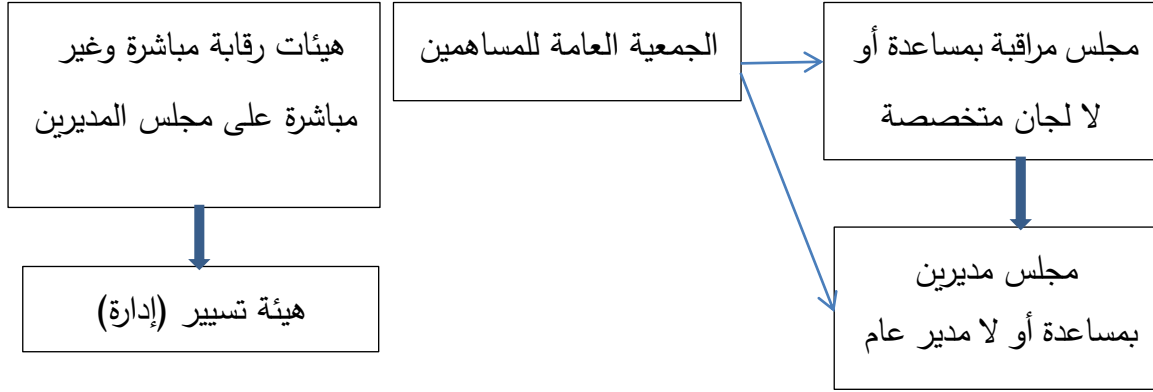 مجلس مراقبة بمساعدة أو
لا لجان متخصصة
الجمعية العامة للمساهمين
هيئات رقابة مباشرة وغير
مباشرة على مجلس المديرين
مجلس مديرين
بمساعدة أو لا مدير عام
هيئة تسيير (إدارة)